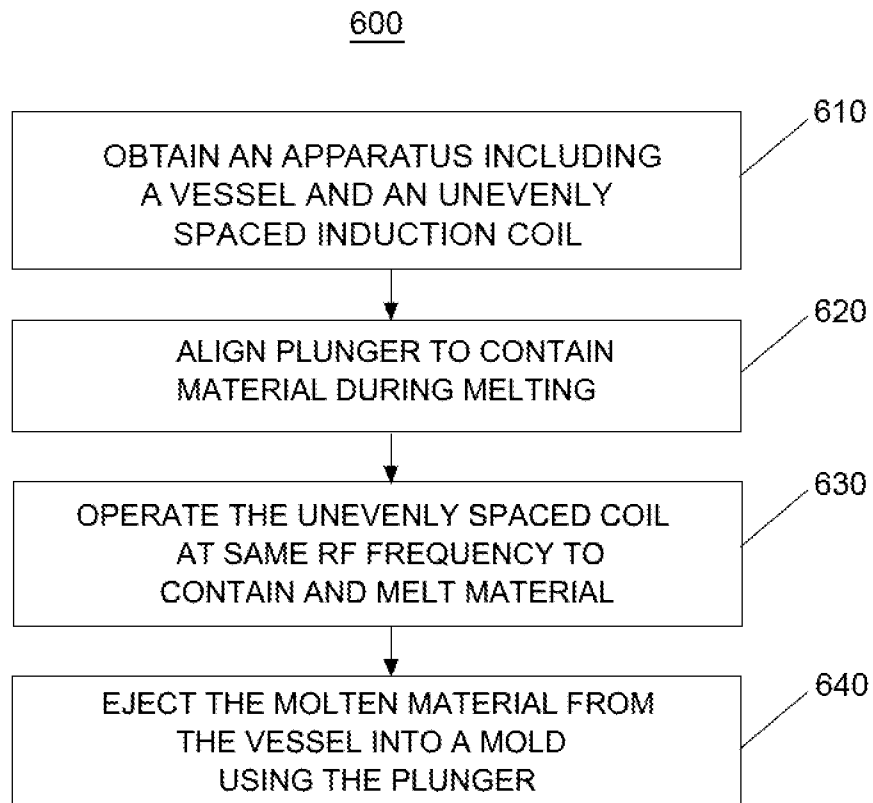 600
610
OBTAIN AN APPARATUS INCLUDING
A VESSEL AND AN UNEVENLY
SPACED INDUCTION COIL
620
ALIGN PLUNGER TO CONTAIN
MATERIAL DURING MELTING
630
OPERATE THE UNEVENLY SPACED COIL
AT SAME RF FREQUENCY TO
CONTAIN AND MELT MATERIAL
640
EJECT THE MOLTEN MATERIAL FROM
THE VESSEL INTO A MOLD
USING THE PLUNGER